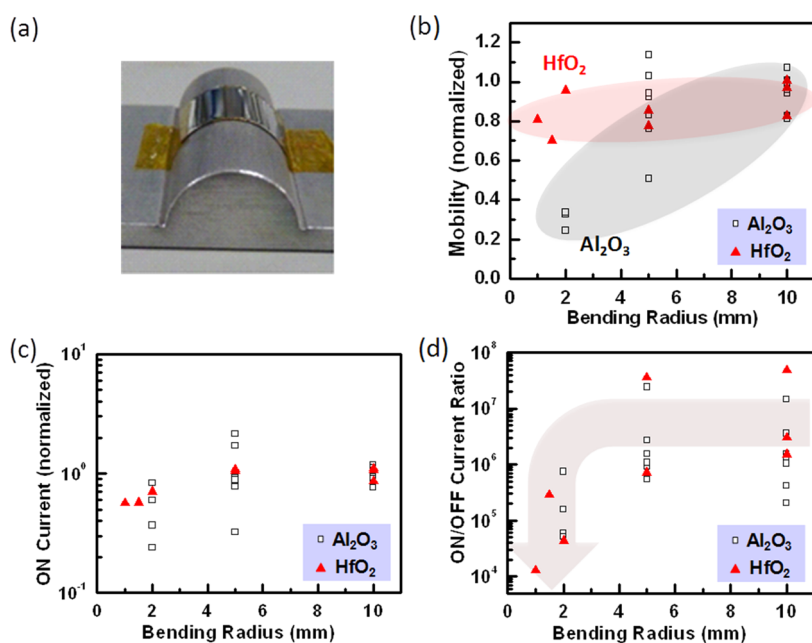 (a)
(b)
Mobility (normalized)
1.2
1.0
0.8
0.6
0.4
0.2
0.0
HfO₂
Al₂O₃
□ Al₂O₃
▲ HfO₂
0 2 4 6 8 10
Bending Radius (mm)
(c)
ON Current (normalized)
10¹
10⁰
10⁻¹
□ Al₂O₃
▲ HfO₂
0 2 4 6 8 10
Bending Radius (mm)
(d)
ON/OFF Current Ratio
10⁸
10⁷
10⁶
10⁵
10⁴
□ Al₂O₃
▲ HfO₂
0 2 4 6 8 10
Bending Radius (mm)